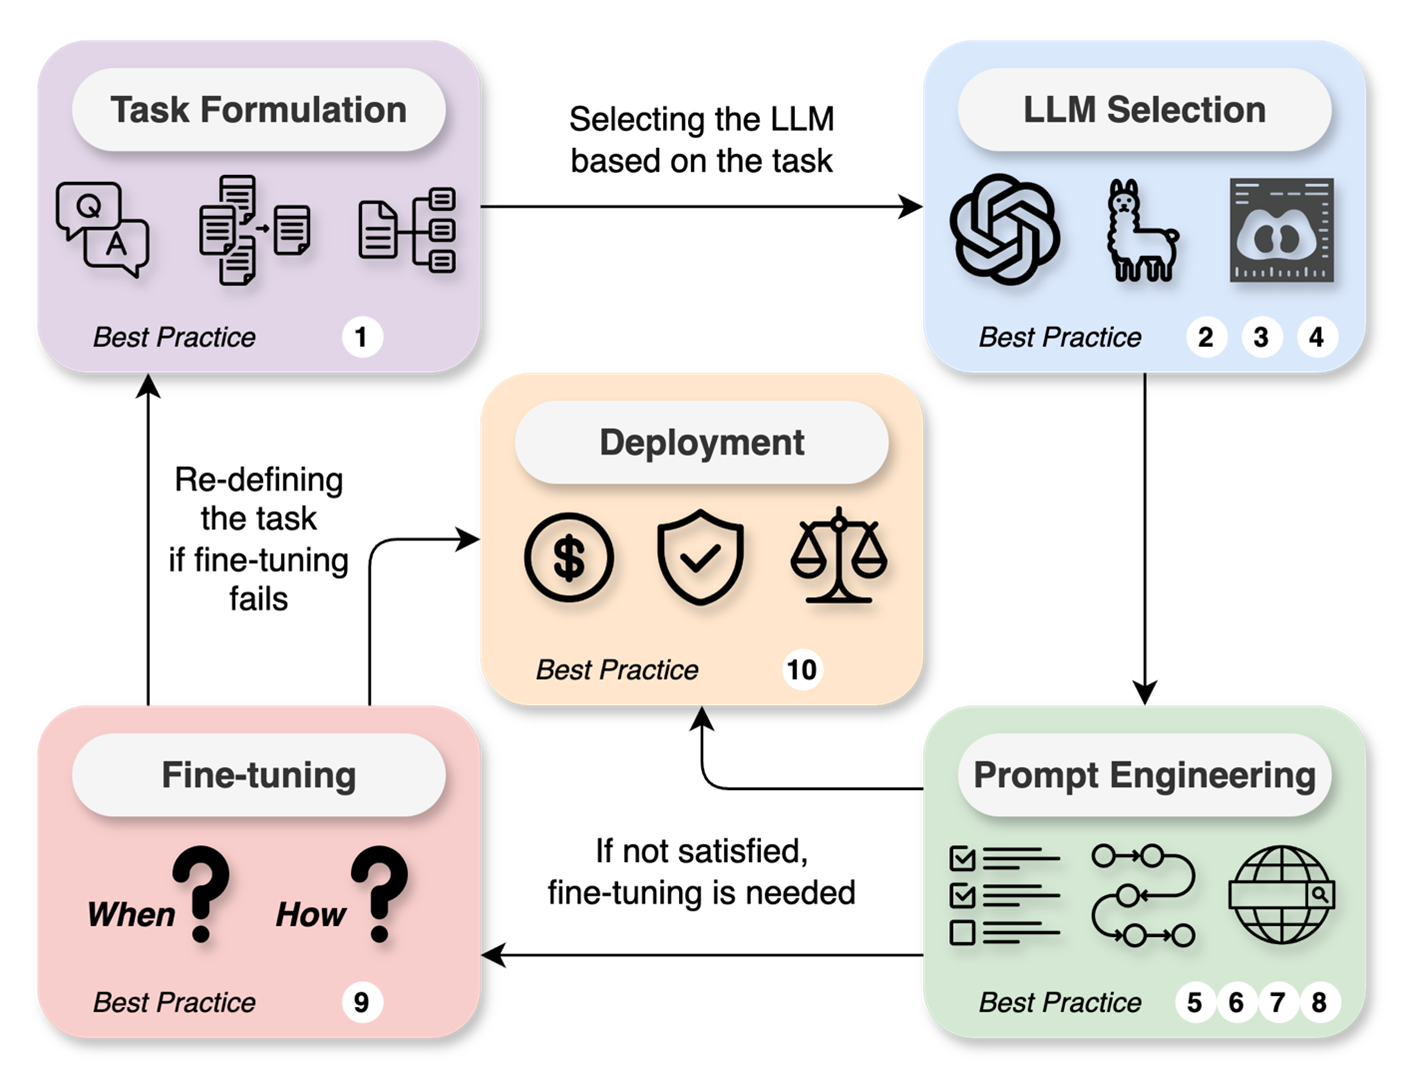 Task Formulation
Q
A
Best Practice 1
Selecting the LLM
based on the task
LLM Selection
Best Practice 2 3 4
Re-defining
the task
if fine-tuning
fails
Deployment
$
Best Practice 10
Fine-tuning
When ? How ?
Best Practice 9
If not satisfied,
fine-tuning is needed
Prompt Engineering
Best Practice 5 6 7 8